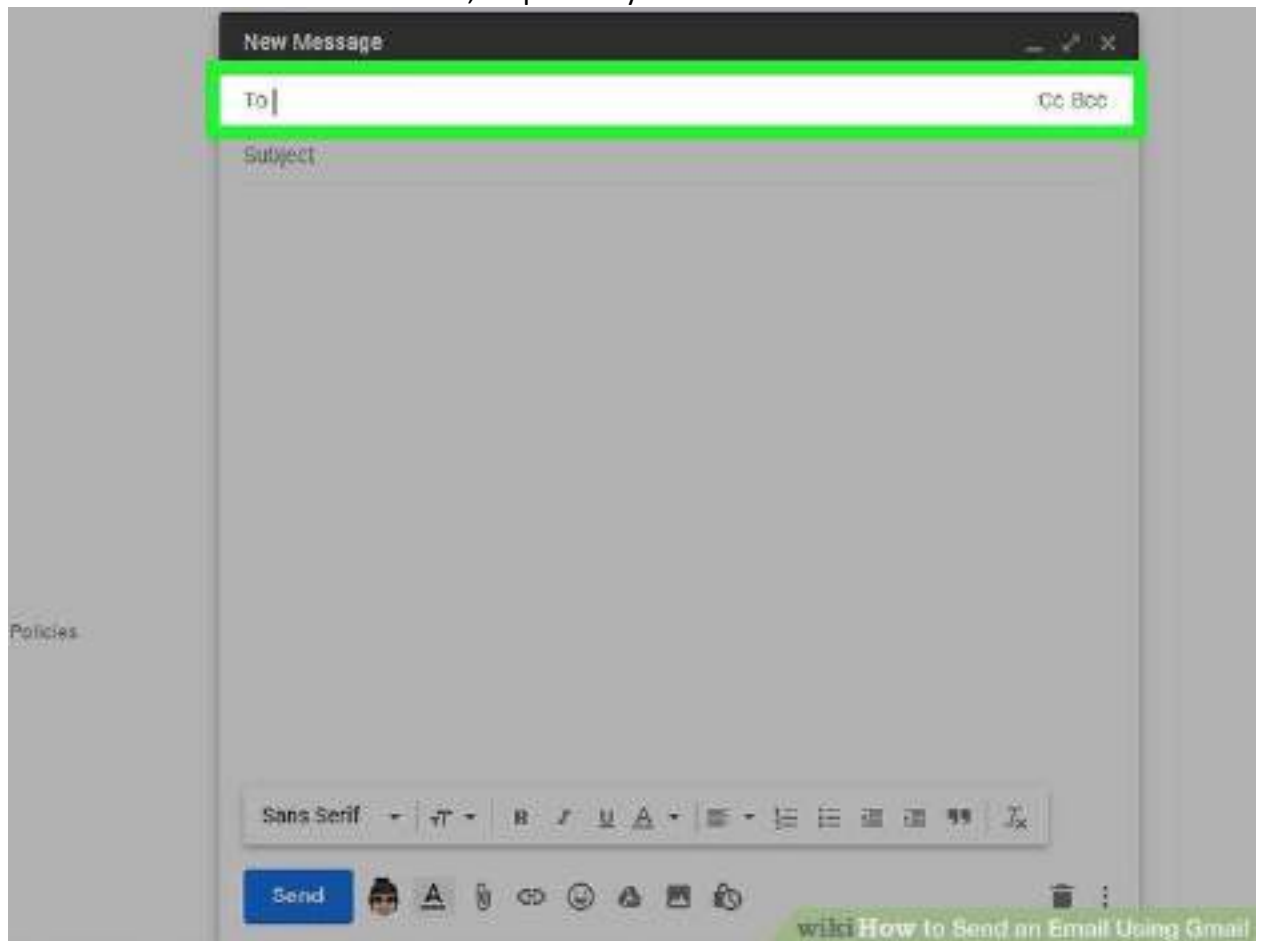 New Message
To
Cc Bcc
Subject
Policies
Sans Serif
Send
wikiHow to Send an Email Using Gmail